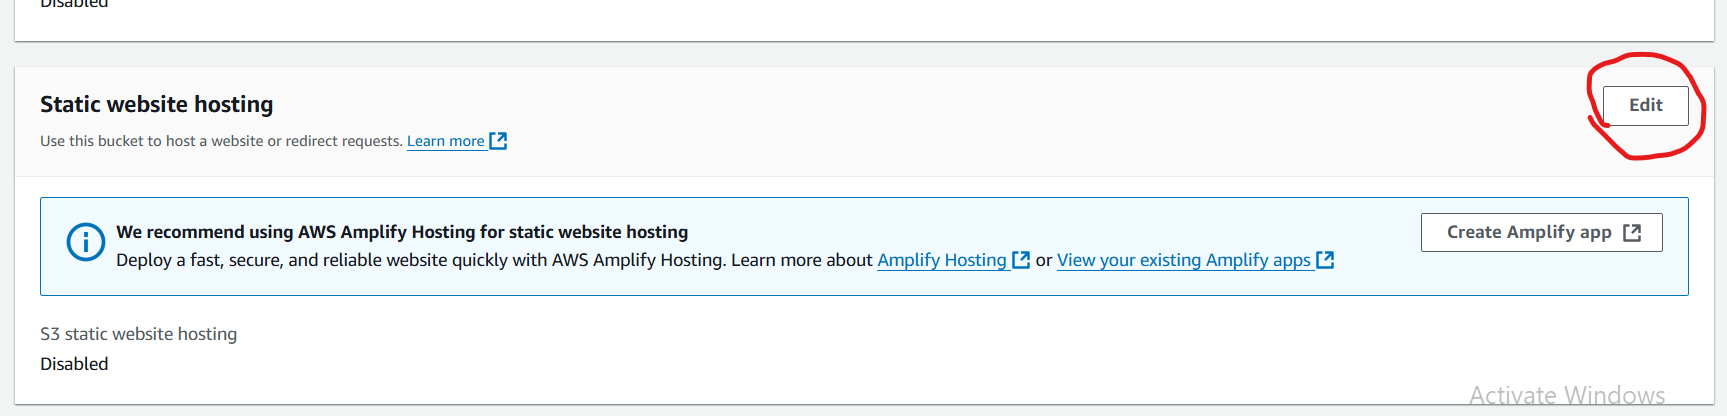 Disabled
Static website hosting
Edit
Use this bucket to host a website or redirect requests. Learn more
We recommend using AWS Amplify Hosting for static website hosting
Create Amplify app
Deploy a fast, secure, and reliable website quickly with AWS Amplify Hosting. Learn more about Amplify Hosting or View your existing Amplify apps
S3 static website hosting
Disabled
Activate Windows